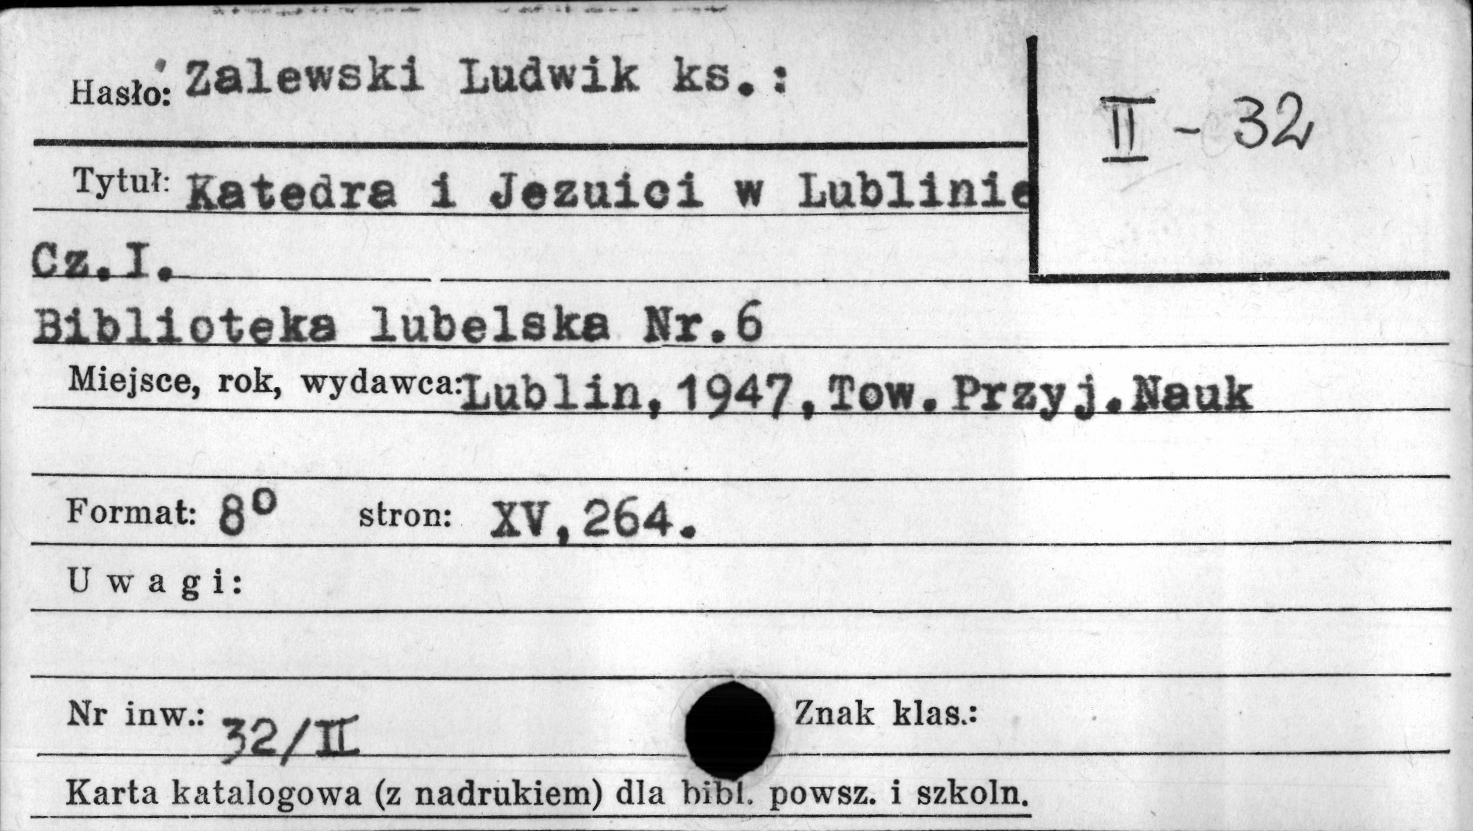 Hasło: Zalewski Ludwik ks.:
II - 32
Tytuł: Katedra i Jezuici w Lublinie
Cz.I.
Biblioteka lubelska Nr.6
Miejsce, rok, wydawca: Lublin, 1947, Tow. Przyj. Nauk
Format: 8° stron: XV, 264.
Uwagi:
Nr inw.: 32/II Znak klas.:
Karta katalogowa (z nadrukiem) dla bibl. powsz. i szkoln.